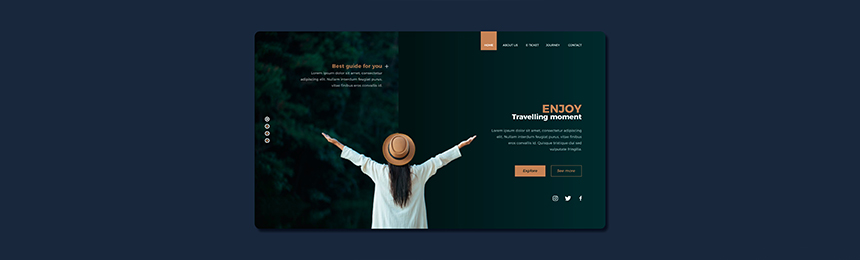 HOME ABOUT US E-TICKET JOURNEY CONTACT
Best guide for you +
Lorem ipsum dolor sit amet, consectetur
adipiscing elit. Nullam interdum feugiat purus,
vitae finibus eros convallis id.
ENJOY
Travelling moment
Lorem ipsum dolor sit amet, consectetur adipiscing
elit. Nullam interdum feugiat purus, vitae finibus
eros convallis id. Quisque tristique dui sed
vulputate fringilla.
Explore See more